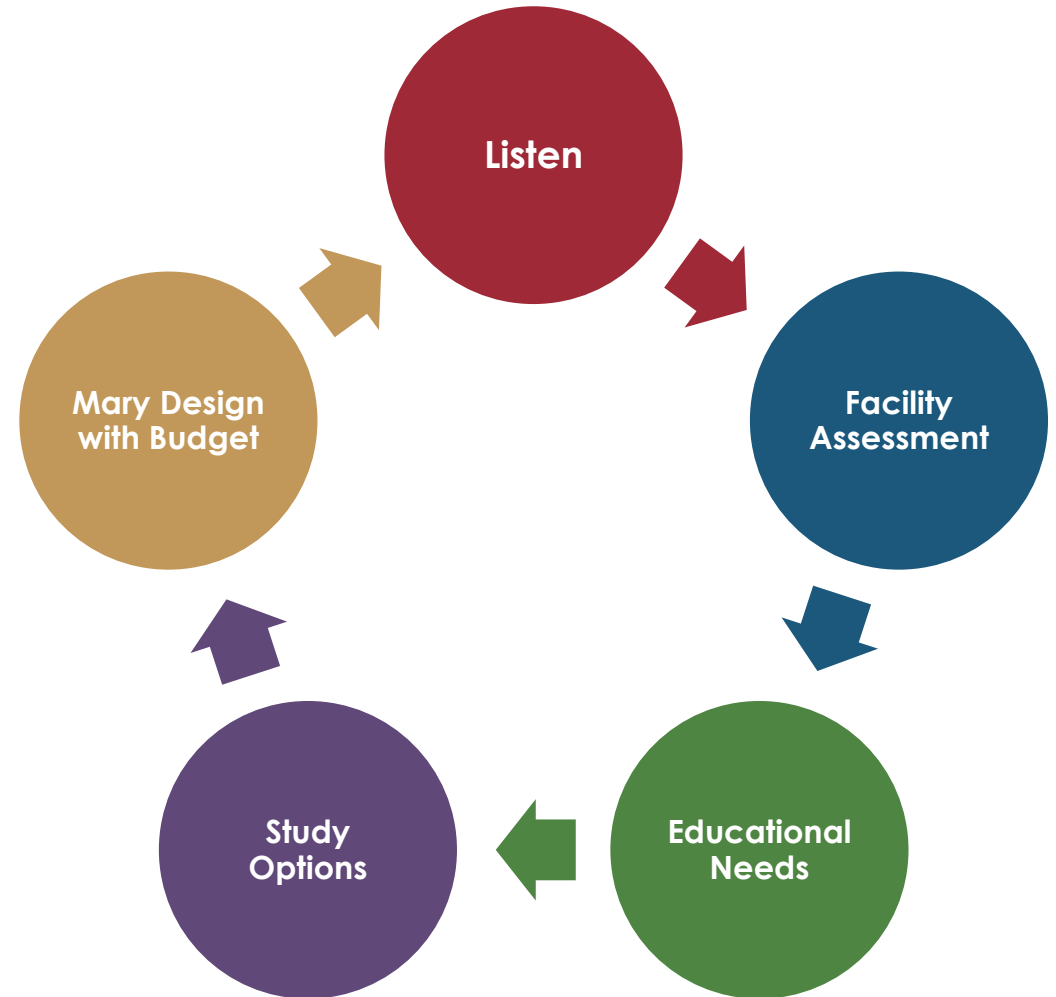 Listen
Facility
Assessment
Educational
Needs
Study
Options
Mary Design
with Budget